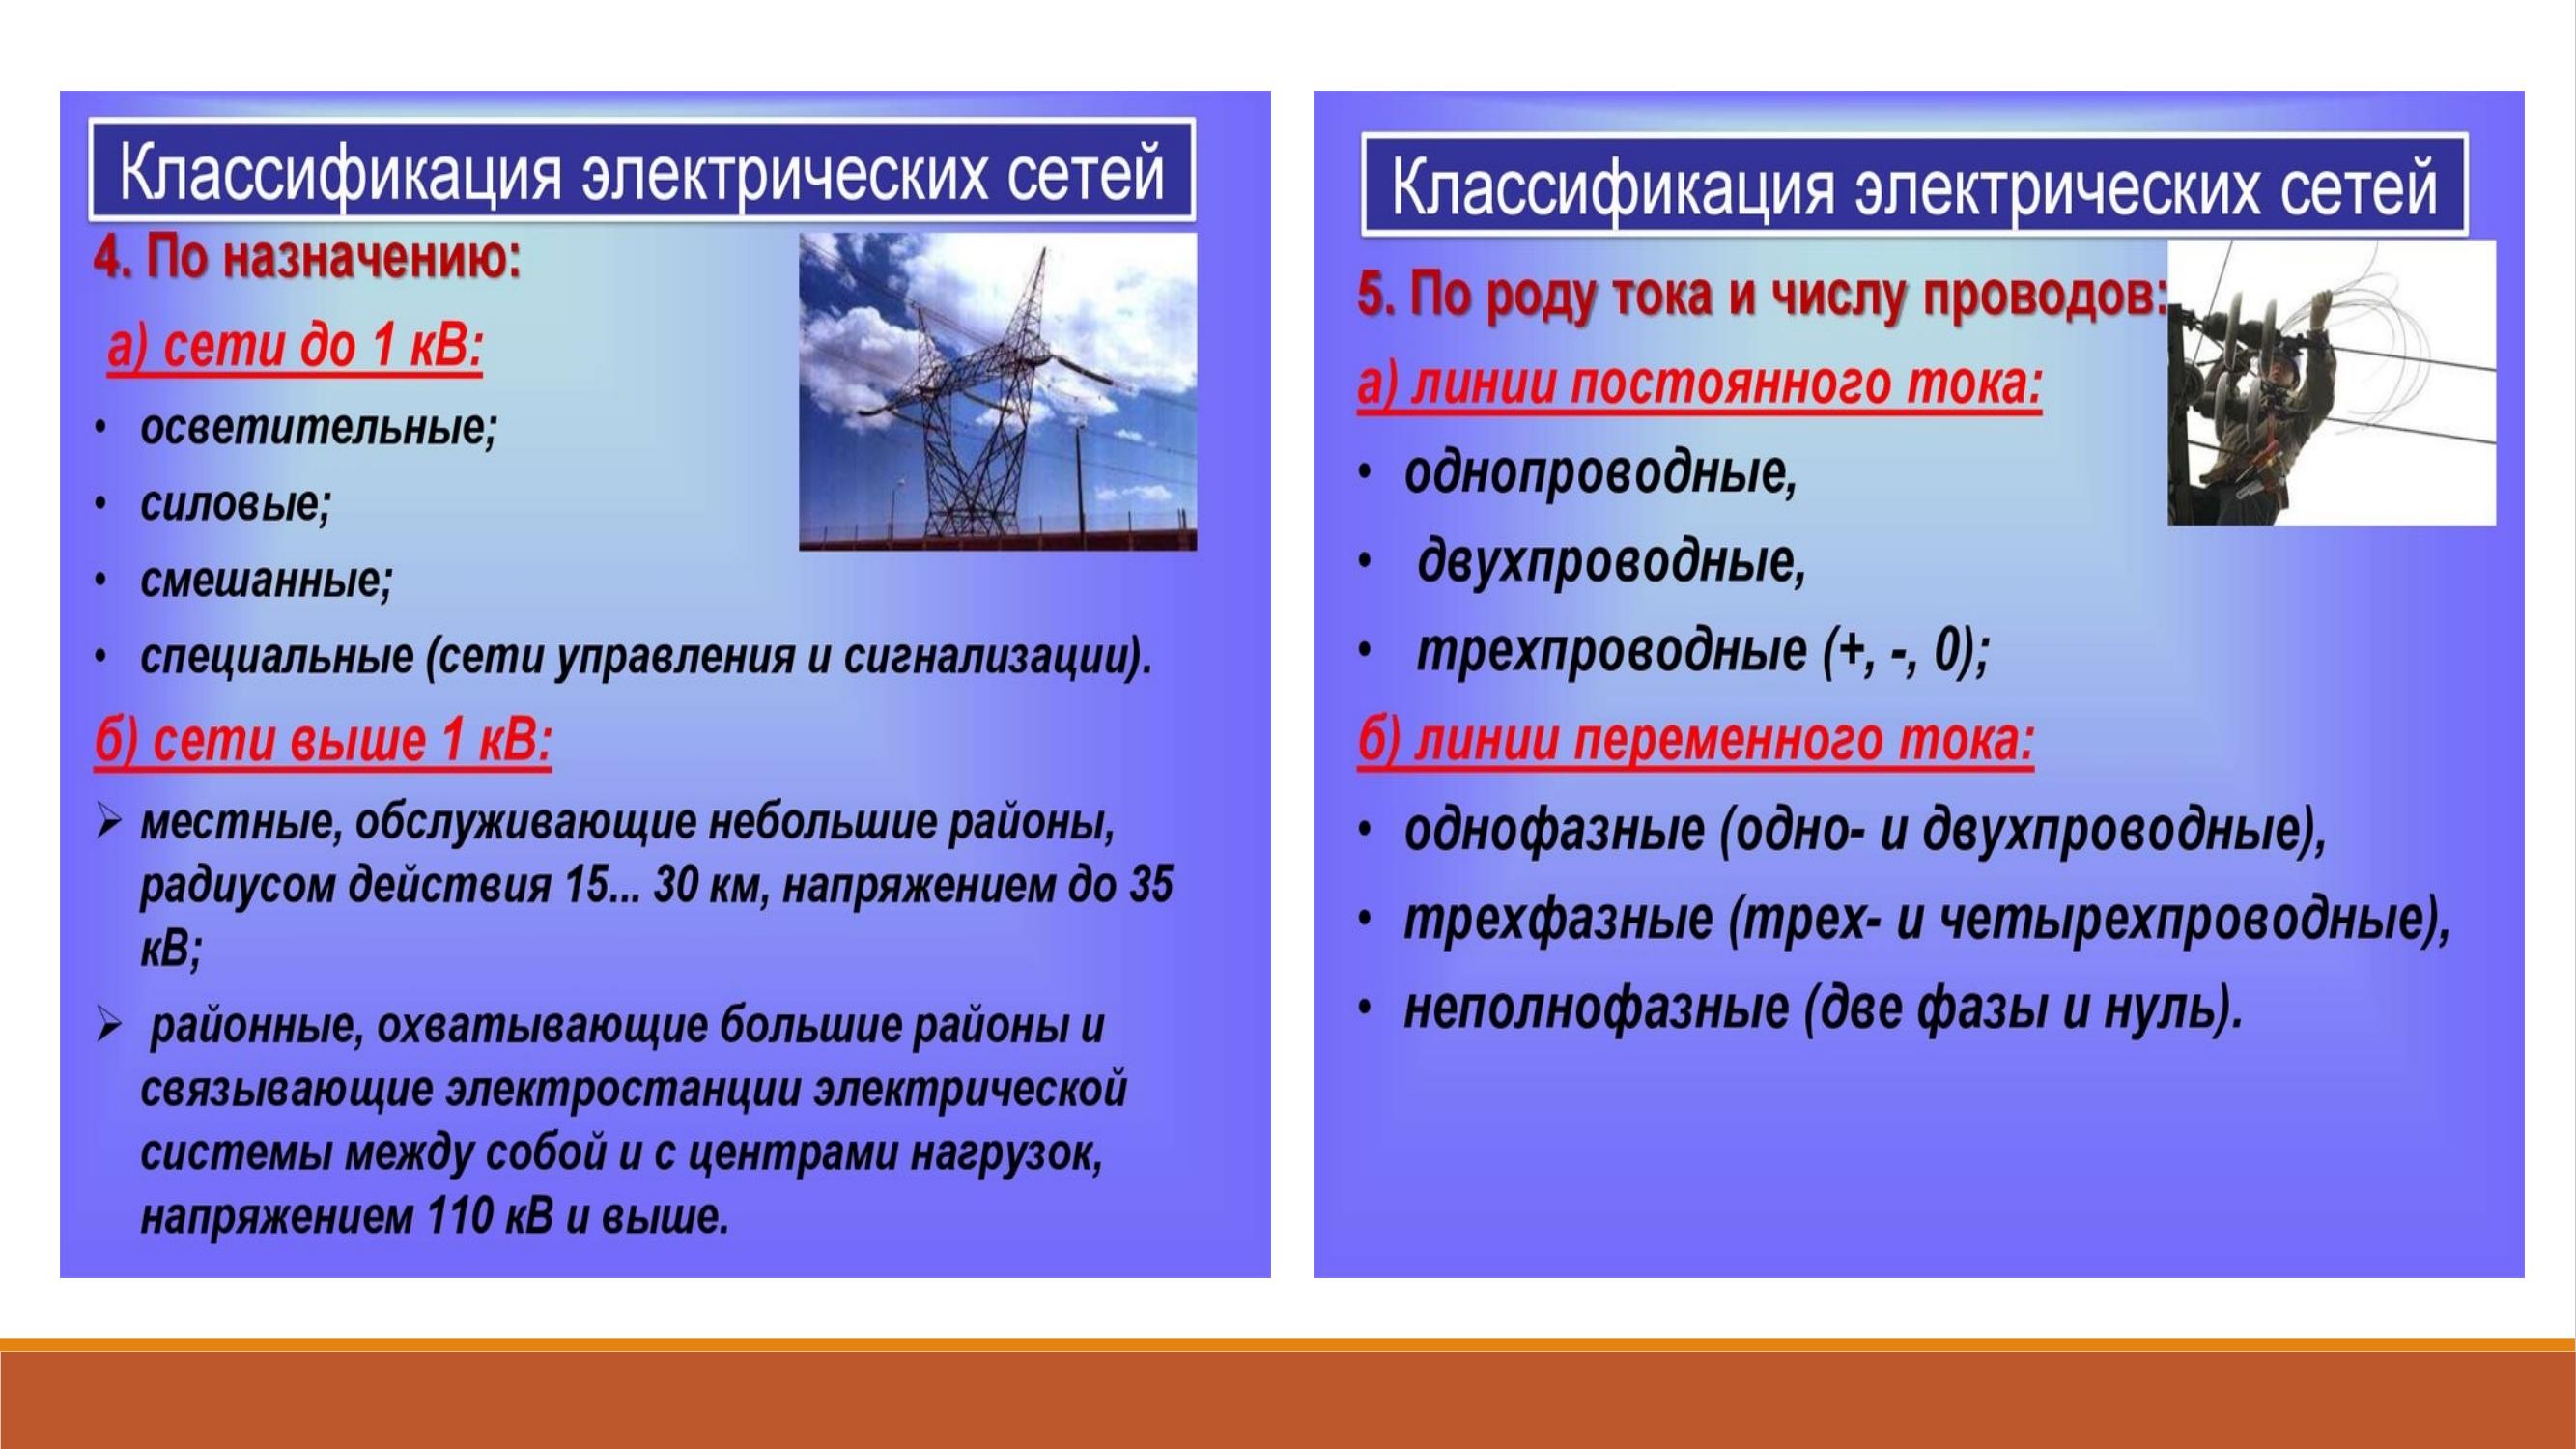 Классификация электрических сетей
4. По назначению:
а) сети до 1 кВ:
• осветительные;
• силовые;
• смешанные;
• специальные (сети управления и сигнализации).
б) сети выше 1 кВ:
➢ местные, обслуживающие небольшие районы,
радиусом действия 15... 30 км, напряжением до 35
кВ;
➢ районные, охватывающие большие районы и
связывающие электростанции электрической
системы между собой и с центрами нагрузок,
напряжением 110 кВ и выше.
Классификация электрических сетей
5. По роду тока и числу проводов:
а) линии постоянного тока:
• однопроводные,
• двухпроводные,
• трехпроводные (+, -, 0);
б) линии переменного тока:
• однофазные (одно- и двухпроводные),
• трехфазные (трех- и четырехпроводные),
• неполнофазные (две фазы и нуль).